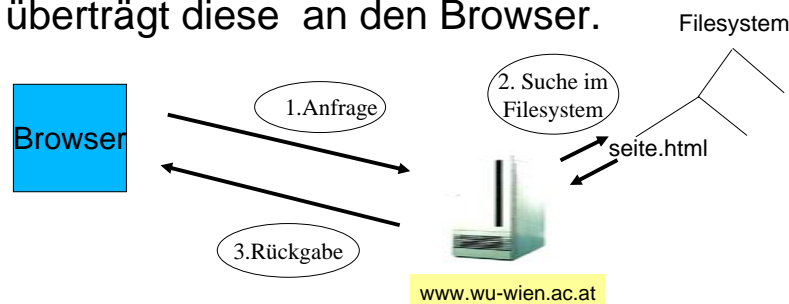 überträgt diese an den Browser.
Filesystem
1.Anfrage
2. Suche im
Filesystem
Browser
seite.html
3.Rückgabe
www.wu-wien.ac.at